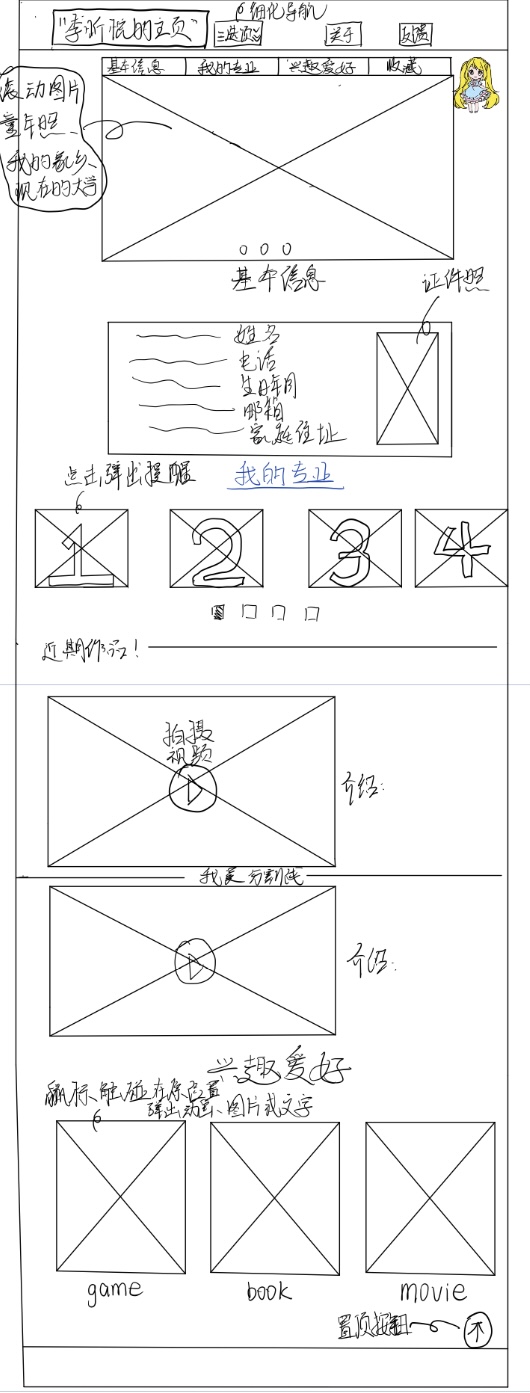 细化导航
"李昕悦的主页"
关于
反馈
基本信息
我的专业
兴趣爱好
收藏
滚动图片
童年照、
我的家乡、
现在的大学
基本信息
证件照
姓名
电话
生日年月
邮箱
家庭住址
点击弹出提醒
我的专业
1
2
3
4
近期作品!
拍摄
视频
介绍:
我是分割线
介绍:
兴趣爱好
鼠标触碰在原位置
弹出动画、图片或文字
game
book
movie
置顶按钮